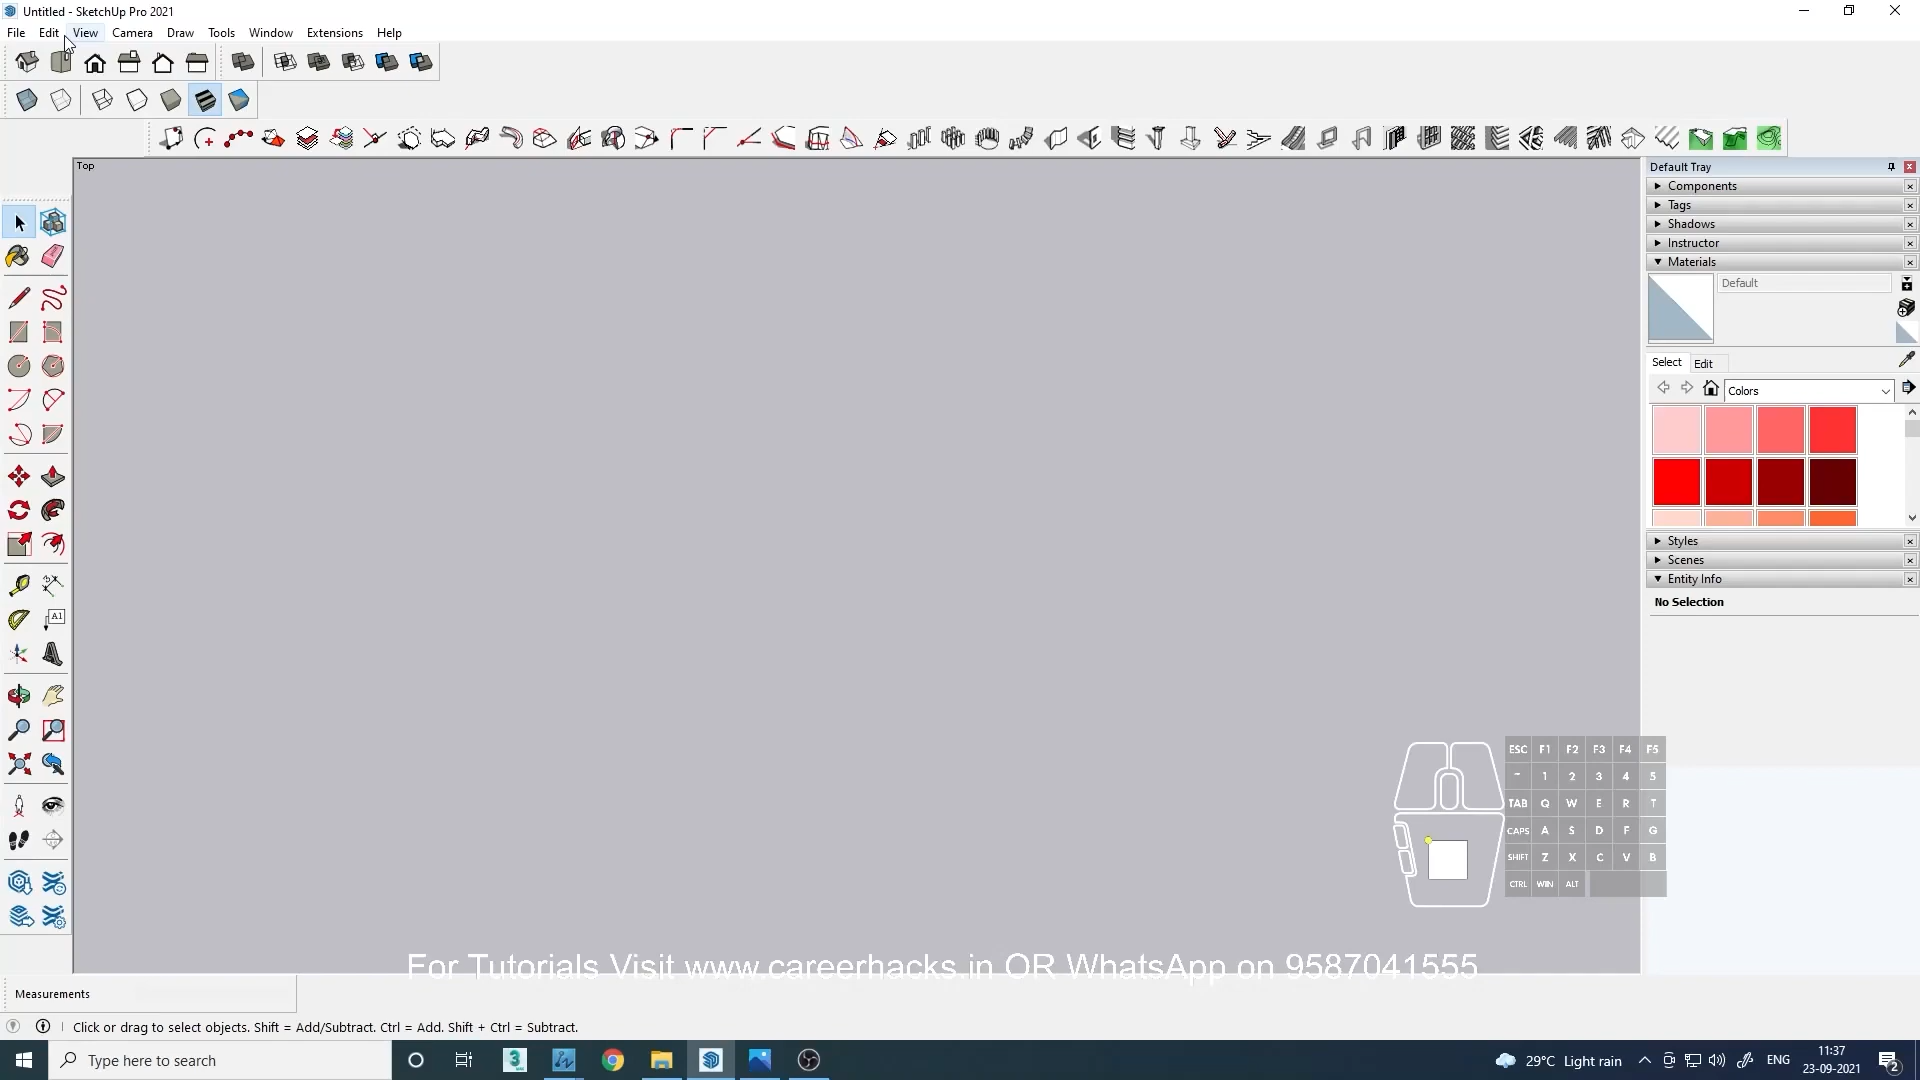 Untitled - SketchUp Pro 2021
File Edit View Camera Draw Tools Window Extensions Help
Top
Default Tray
Components
Tags
Shadows
Instructor
Materials
Default
Select Edit
Colors
Styles
Scenes
Entity Info
No Selection
A1
ESC F1 F2 F3 F4 F5
~ 1 2 3 4 5
TAB Q W E R T
CAPS A S D F G
SHIFT Z X C V B
CTRL WIN ALT
For Tutorials Visit www.careerhacks.in OR WhatsApp on 9587041555
Measurements
Click or drag to select objects. Shift = Add/Subtract. Ctrl = Add. Shift + Ctrl = Subtract.
Type here to search
3
29°C Light rain
ENG
11:37
23-09-2021
2